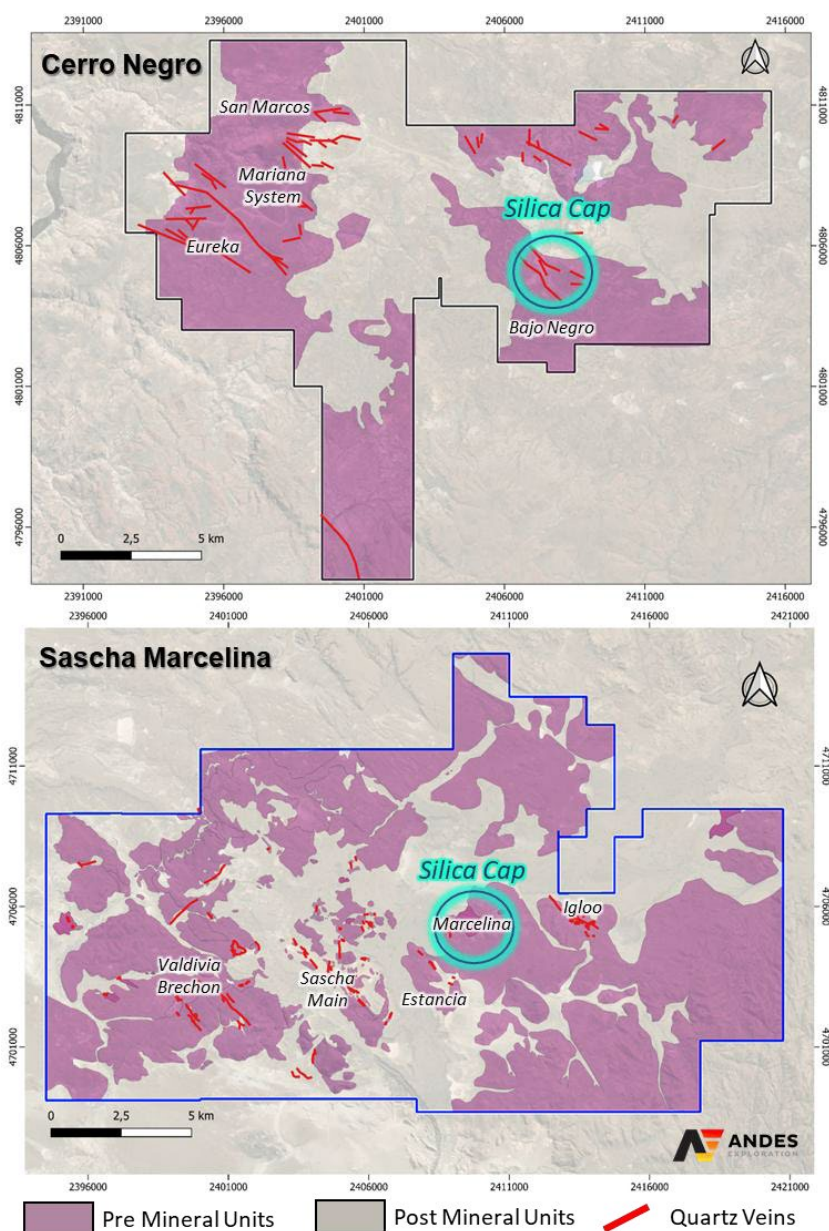 2391000 2396000 2401000 2406000 2411000 2416000
Cerro Negro
San Marcos
4811000 4811000
Mariana
System
Silica Cap
Eureka
4806000 4806000
Bajo Negro
4801000 4801000
4796000 4796000
0 2,5 5 km
2391000 2396000 2401000 2406000 2411000 2416000
2396000 2401000 2406000 2411000 2416000 2421000
Sascha Marcelina
4711000 4711000
Silica Cap
4706000 4706000
Igloo
Marcelina
Valdivia
Brechon
Sascha
Main
Estancia
4701000 4701000
0 2,5 5 km
ANDES
EXPLORATION
2396000 2401000 2406000 2411000 2416000 2421000
Pre Mineral Units Post Mineral Units Quartz Veins